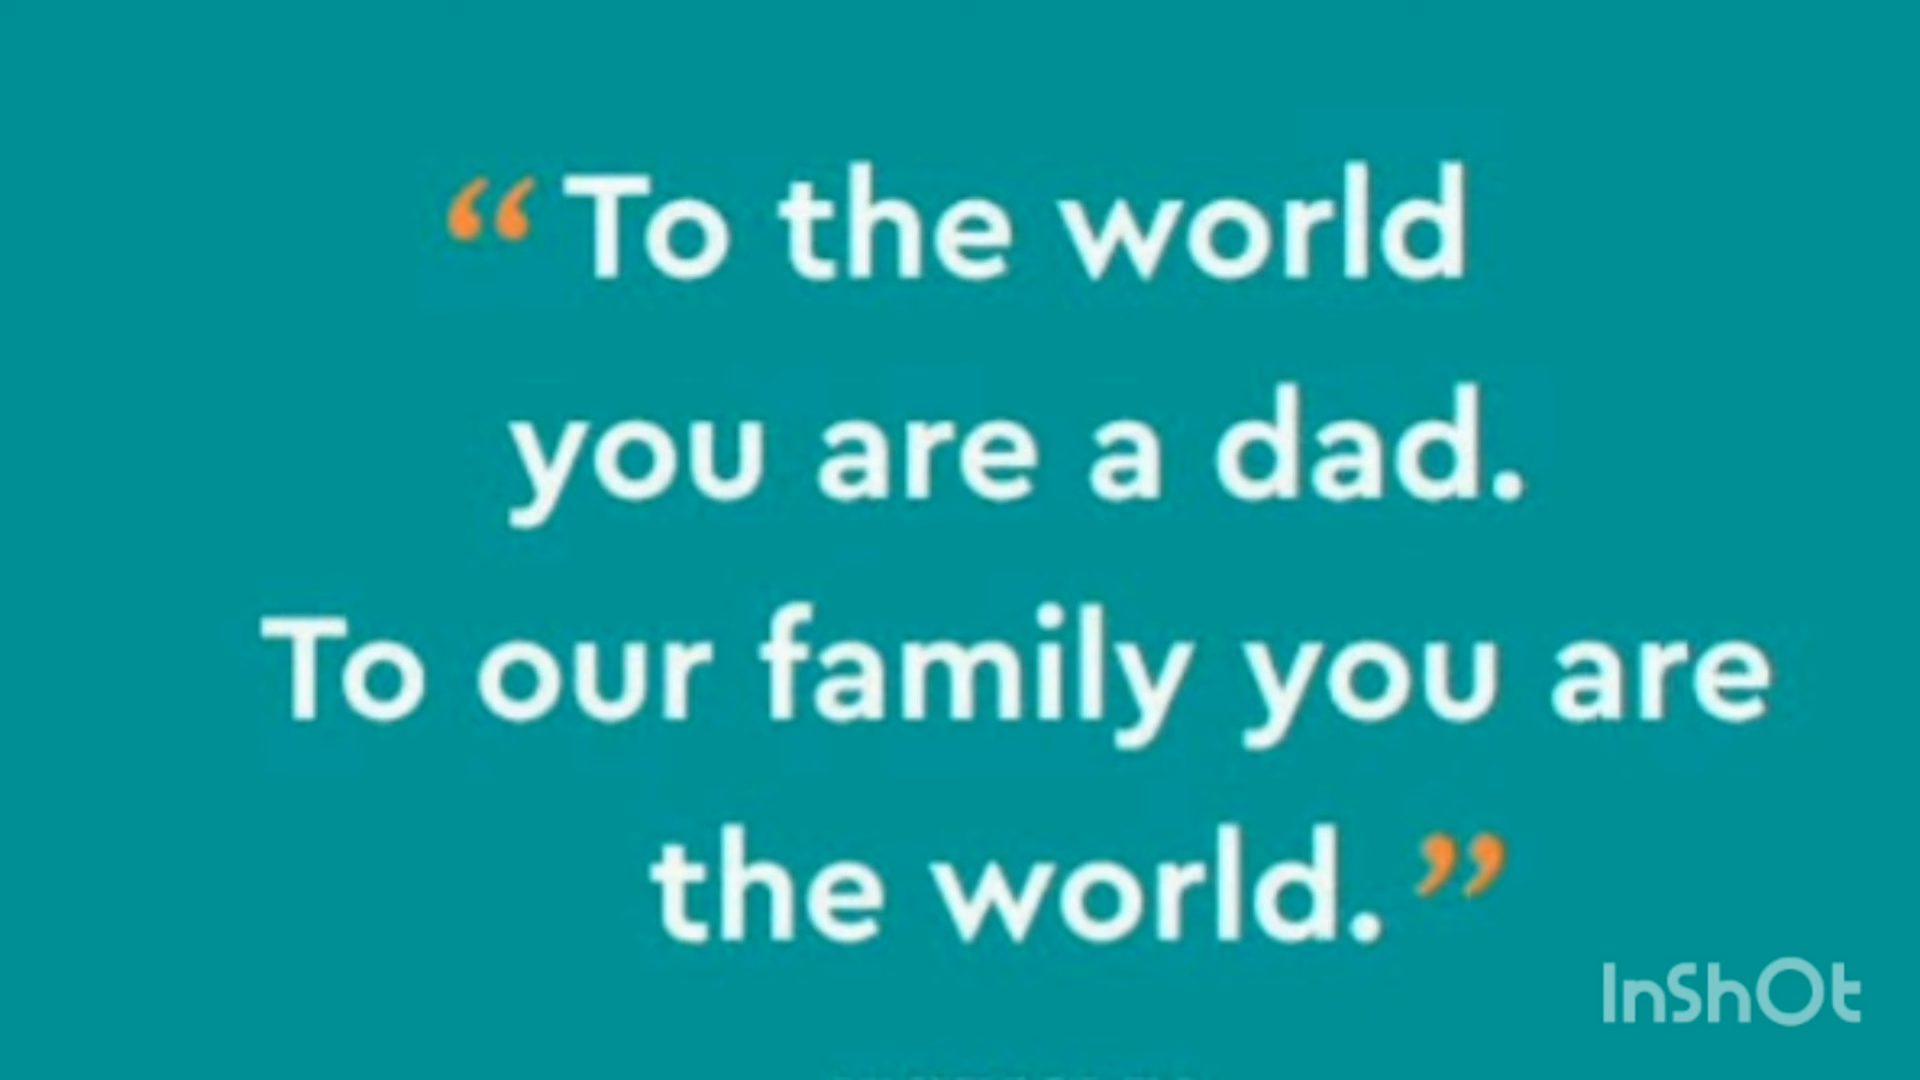 “To the world
you are a dad.
To our family you are
the world.”
InShOt